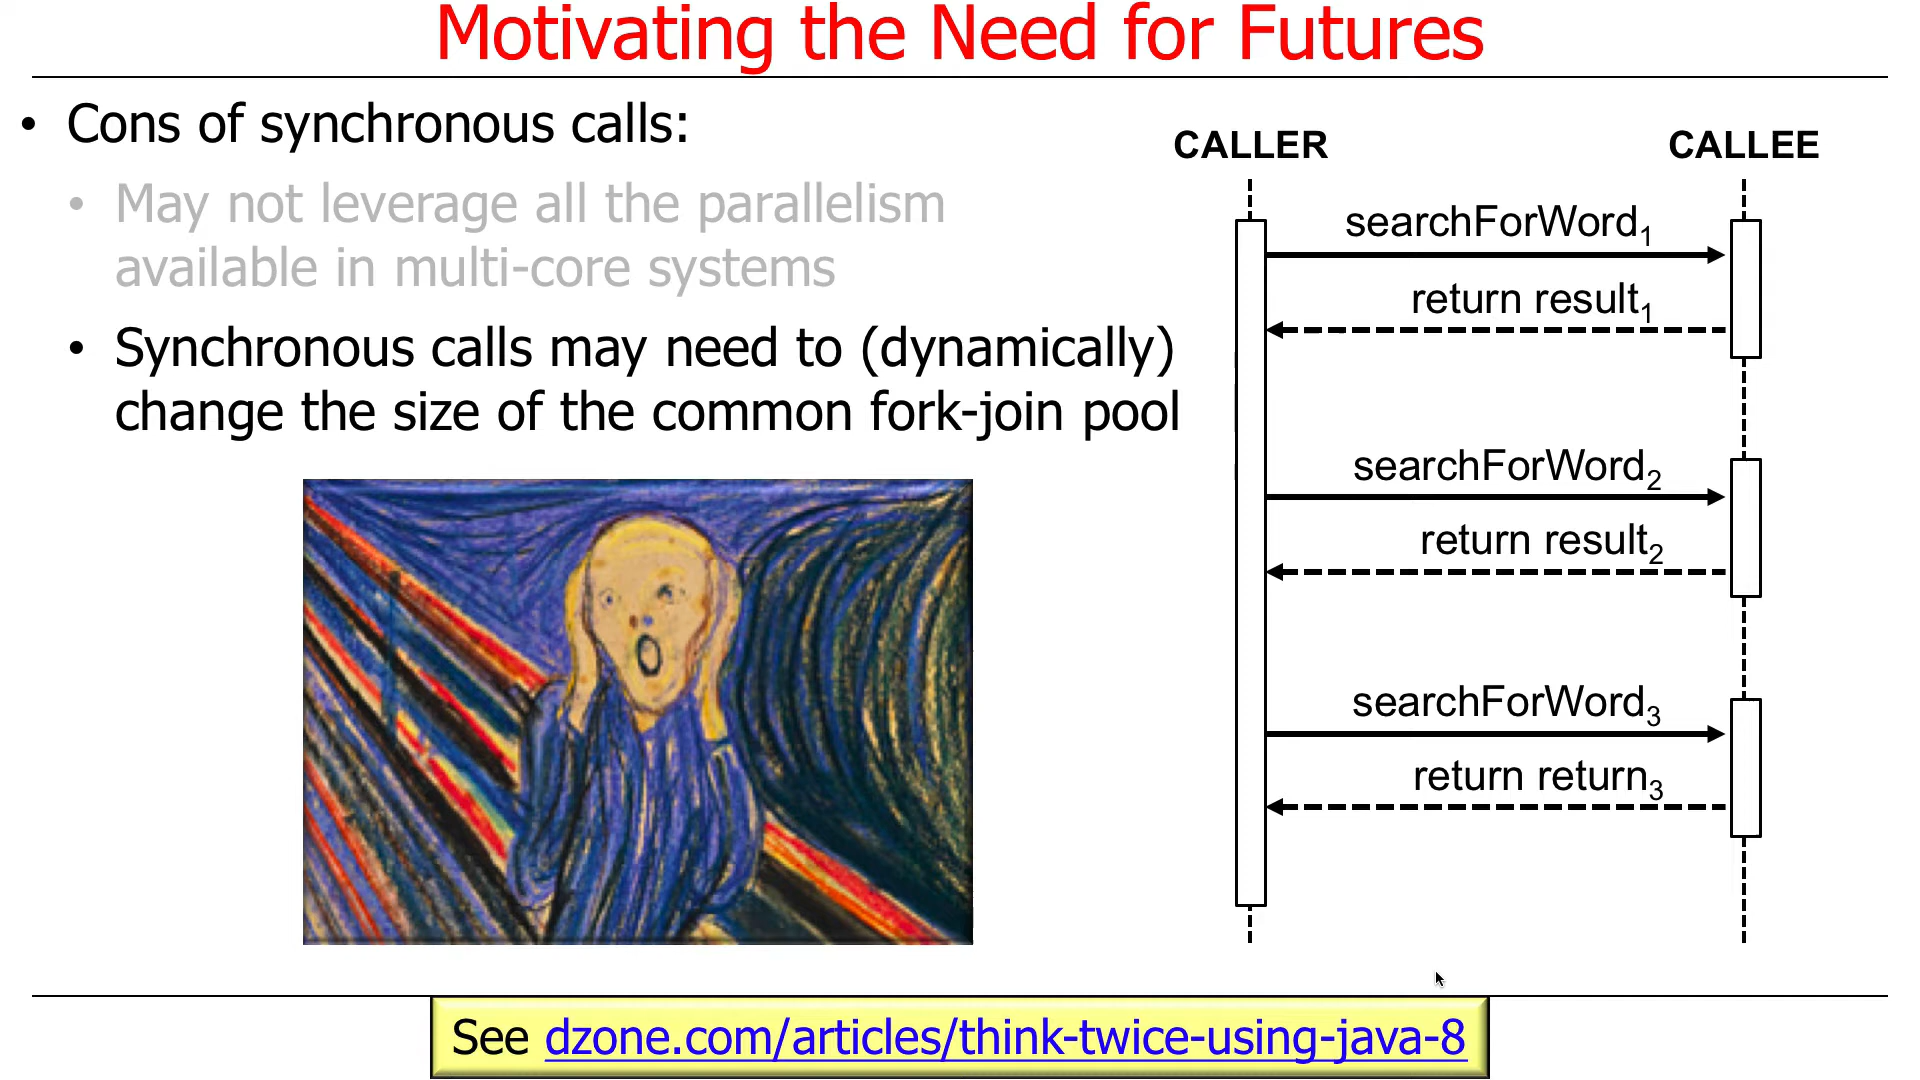 Motivating the Need for Futures
• Cons of synchronous calls:
• May not leverage all the parallelism
available in multi-core systems
• Synchronous calls may need to (dynamically)
change the size of the common fork-join pool
CALLER
CALLEE
searchForWord1
return result1
searchForWord2
return result2
searchForWord3
return return3
See dzone.com/articles/think-twice-using-java-8